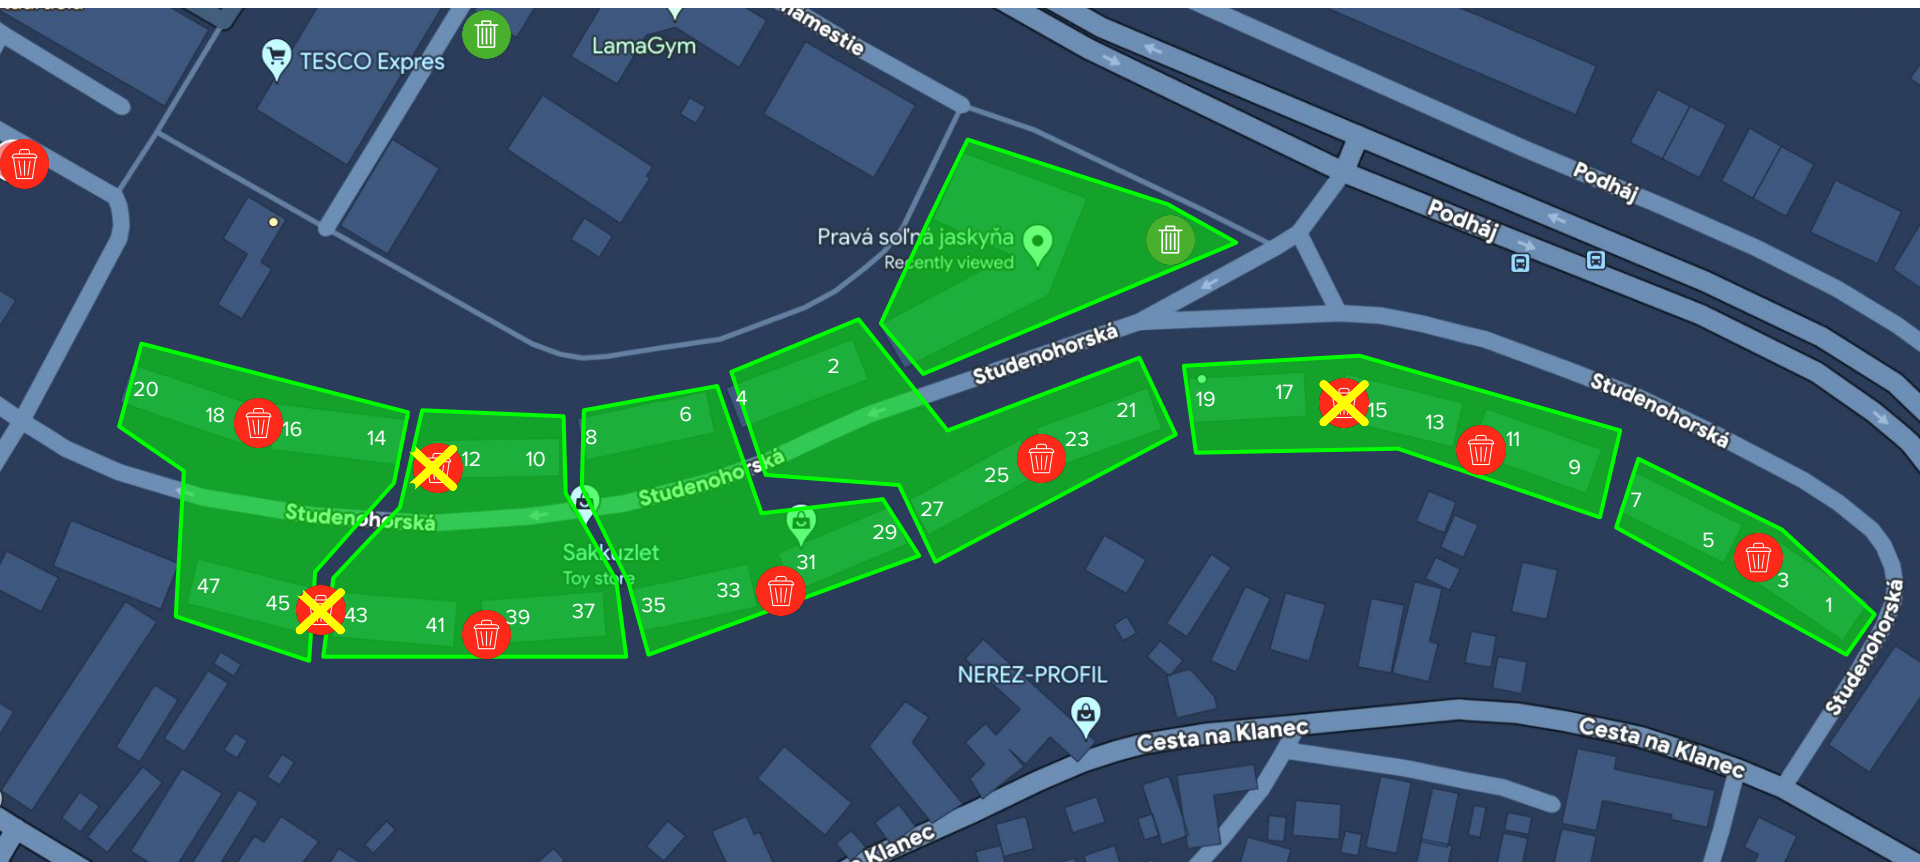 námestie
TESCO Expres
LamaGym
Podháj
Podháj
Pravá soľná jaskyňa
Recently viewed
Studenohorská
Studenohorská
Studenohorská
Studenohorská
Studenohorská
20
18
16
14
12
10
8
6
4
2
47
45
43
41
39
37
35
33
31
29
27
25
23
21
19
17
15
13
11
9
7
5
3
1
Sakkuzlet
Toy store
NEREZ-PROFIL
Cesta na Klanec
Cesta na Klanec
Klanec